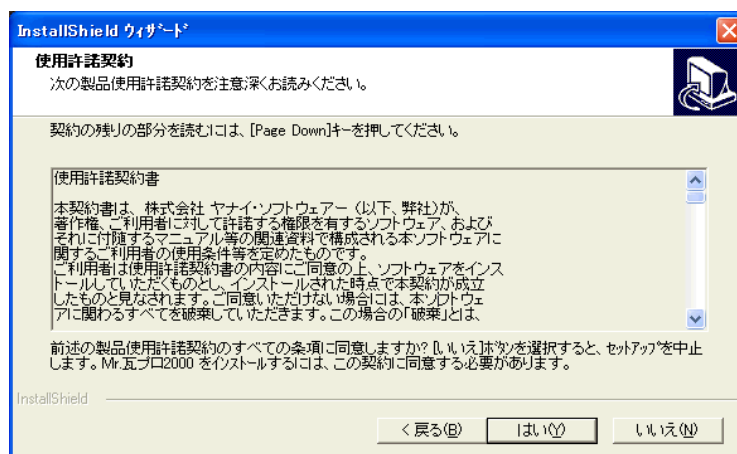 InstallShield ウィザード
使用許諾契約
次の製品使用許諾契約を注意深くお読みください。
契約の残りの部分を読むには、[Page Down]キーを押してください。
使用許諾契約書
本契約書は、株式会社 ヤナイ・ソフトウェアー （以下、弊社）が、
著作権、ご利用者に対して許諾する権限を有するソフトウェア、および
それに付随するマニュアル等の関連資料で構成される本ソフトウェアに
関するご利用者の使用条件等を定めたものです。
ご利用者は使用許諾契約書の内容にご同意の上、ソフトウェアをインス
トールしていただくものとし、インストールされた時点で本契約が成立
したものと見なされます。ご同意いただけない場合には、本ソフトウェ
アに関わるすべてを破棄していただきます。この場合の「破棄」とは、
前述の製品使用許諾契約のすべての条項に同意しますか？[いいえ]ボタンを選択すると、セットアップを中止
します。Mr.瓦プロ2000 をインストールするには、この契約に同意する必要があります。
InstallShield
< 戻る(B)
はい(Y)
いいえ(N)